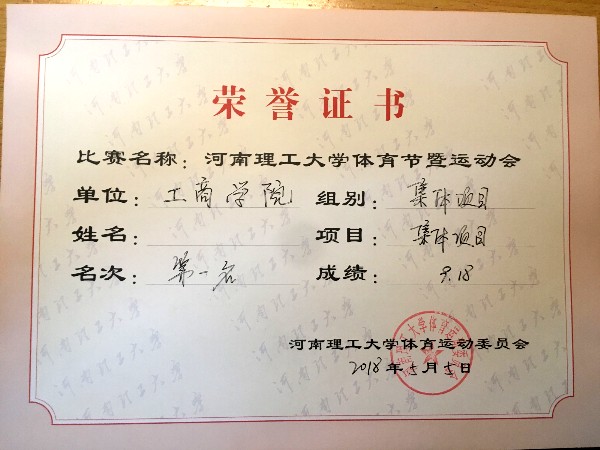 荣誉证书
比赛名称：河南理工大学体育节暨运动会
单位：工商学院 组别：集体项目
姓名： 项目：集体项目
名次：第一名 成绩：9.18
河南理工大学体育运动委员会
2018年5月5日